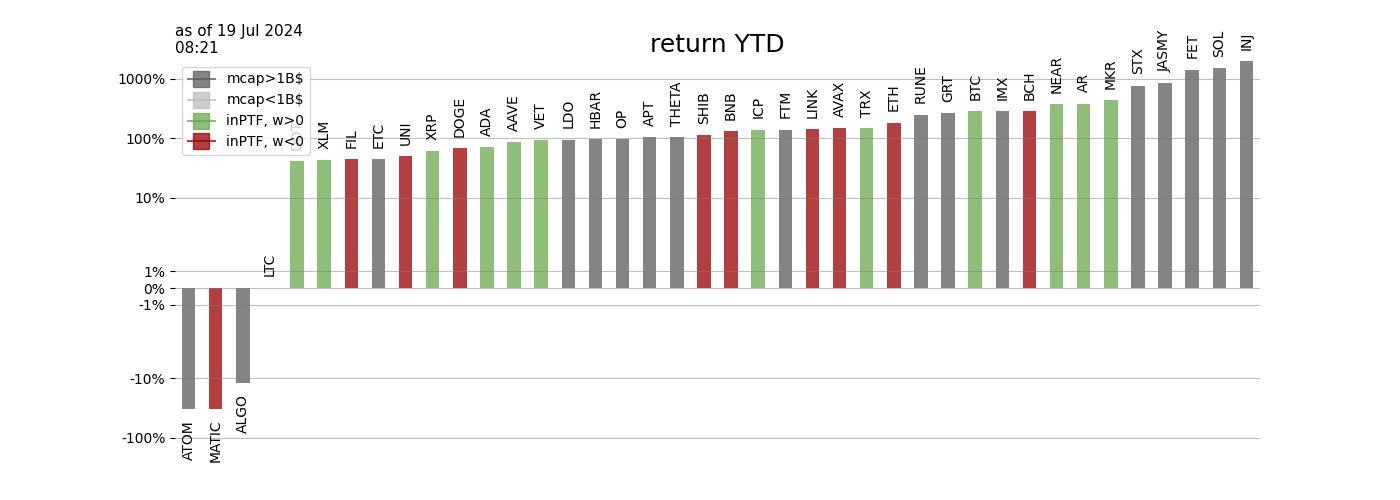 as of 19 Jul 2024
08:21
return YTD
mcap>1B$
mcap<1B$
inPTF, w>0
inPTF, w<0
1000%
100%
10%
1%
0%
-1%
-10%
-100%
ATOM
MATIC
ALGO
LTC
XLM
FIL
ETC
UNI
XRP
DOGE
ADA
AAVE
VET
LDO
HBAR
OP
APT
THETA
SHIB
BNB
ICP
FTM
LINK
AVAX
TRX
ETH
RUNE
GRT
BTC
IMX
BCH
NEAR
AR
MKR
STX
JASMY
FET
SOL
INJ